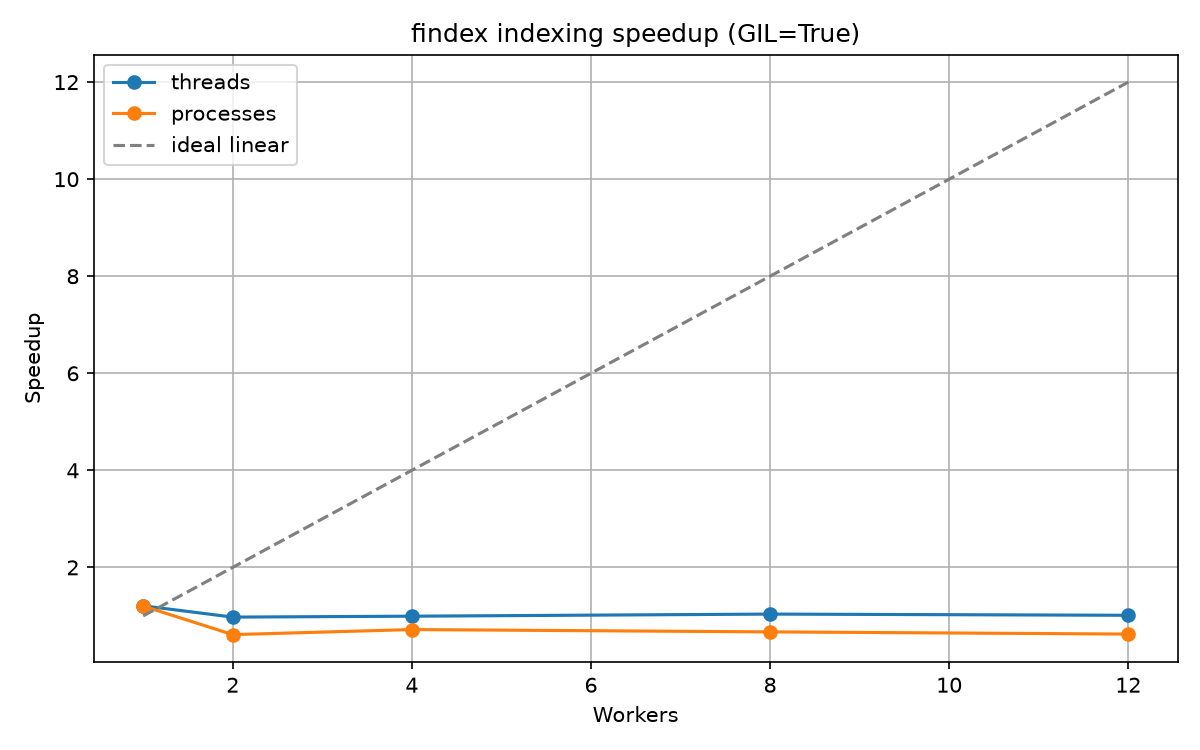 findex indexing speedup (GIL=True)
threads
processes
ideal linear
12
10
8
6
4
2
Speedup
2
4
6
8
10
12
Workers